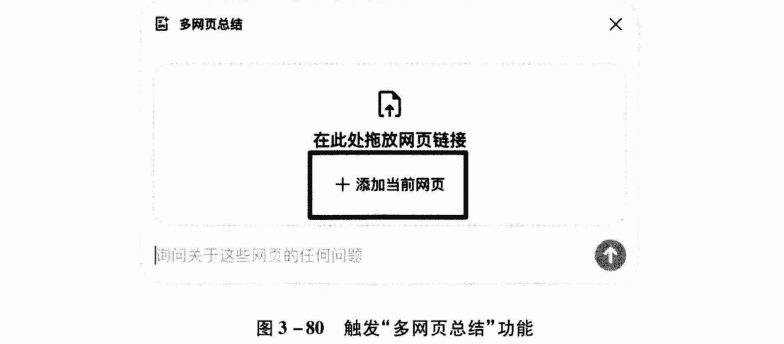 多网页总结
在此处拖放网页链接
+ 添加当前网页
询问关于这些网页的任何问题
图 3-80 触发“多网页总结”功能